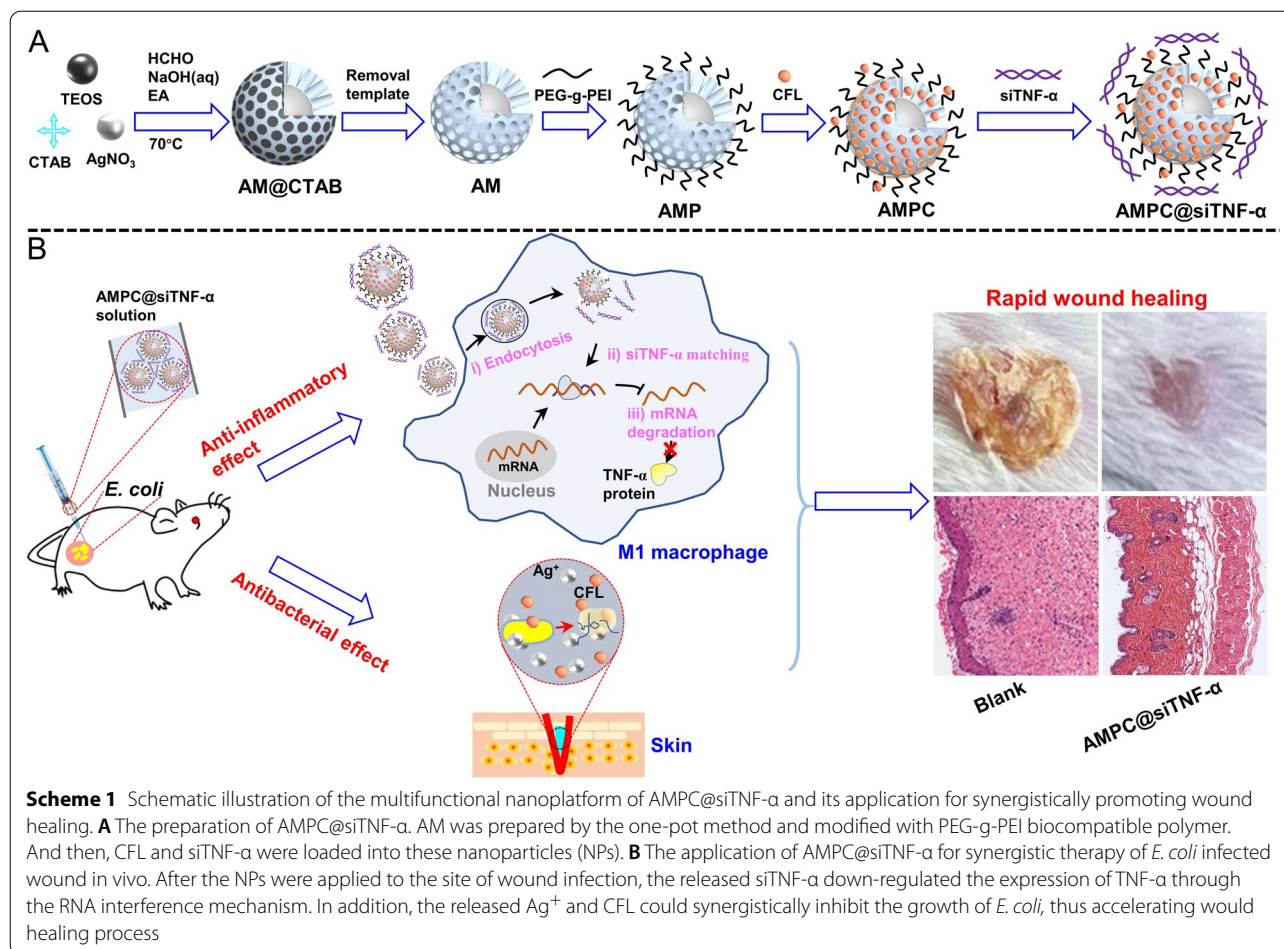 A
TEOS
CTAB
AgNO₃
HCHO
NaOH(aq)
EA
70°C
AM@CTAB
Removal
template
AM
PEG-g-PEI
AMP
CFL
AMPC
siTNF-α
AMPC@siTNF-α
B
AMPC@siTNF-α
solution
E. coli
Anti-inflammatory
effect
Antibacterial effect
i) Endocytosis
ii) siTNF-α matching
iii) mRNA
degradation
mRNA
Nucleus
TNF-α
protein
M1 macrophage
Ag⁺
CFL
Skin
Rapid wound healing
Blank
AMPC@siTNF-α
Scheme 1 Schematic illustration of the multifunctional nanoplatform of AMPC@siTNF-α and its application for synergistically promoting wound
healing. A The preparation of AMPC@siTNF-α. AM was prepared by the one-pot method and modified with PEG-g-PEI biocompatible polymer.
And then, CFL and siTNF-α were loaded into these nanoparticles (NPs). B The application of AMPC@siTNF-α for synergistic therapy of E. coli infected
wound in vivo. After the NPs were applied to the site of wound infection, the released siTNF-α down-regulated the expression of TNF-α through
the RNA interference mechanism. In addition, the released Ag⁺ and CFL could synergistically inhibit the growth of E. coli, thus accelerating would
healing process